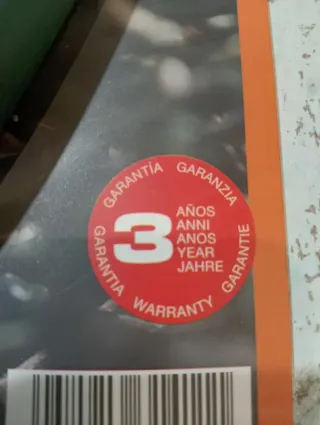 GARANTÍA GARANZIA
3
AÑOS
ANNI
ANOS
YEAR
JAHRE
GARANTIA WARRANTY GARANTIE